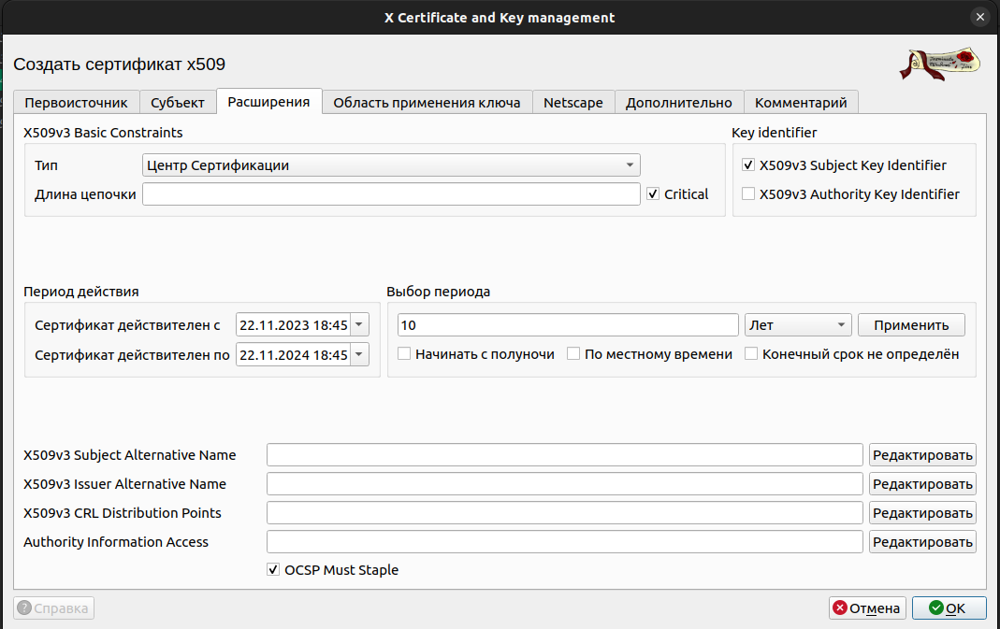 X Certificate and Key management
Создать сертификат x509
Первоисточник Субъект Расширения Область применения ключа Netscape Дополнительно Комментарий
X509v3 Basic Constraints Key identifier
Тип Центр Сертификации X509v3 Subject Key Identifier
Длина цепочки Critical X509v3 Authority Key Identifier
Период действия Выбор периода
Сертификат действителен с 22.11.2023 18:45 10 Лет Применить
Сертификат действителен по 22.11.2024 18:45 Начинать с полуночи По местному времени Конечный срок не определён
X509v3 Subject Alternative Name Редактировать
X509v3 Issuer Alternative Name Редактировать
X509v3 CRL Distribution Points Редактировать
Authority Information Access Редактировать
OCSP Must Staple
Справка Отмена OK